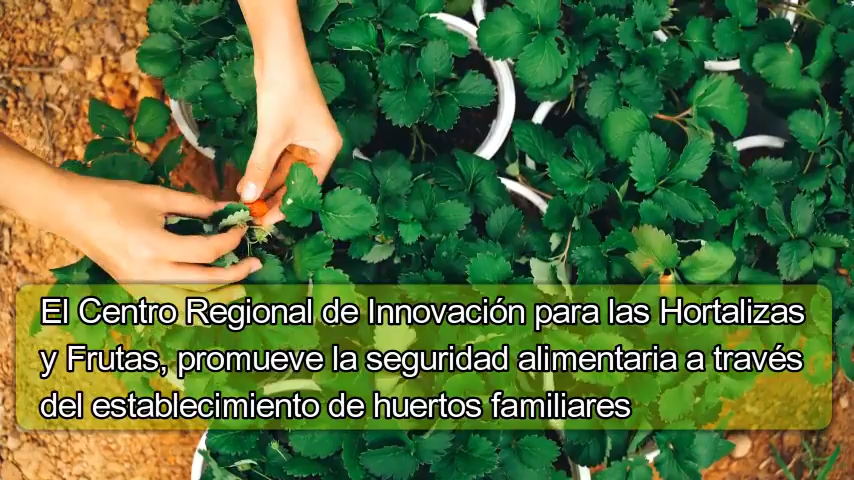 El Centro Regional de Innovación para las Hortalizas
y Frutas, promueve la seguridad alimentaria a través
del establecimiento de huertos familiares